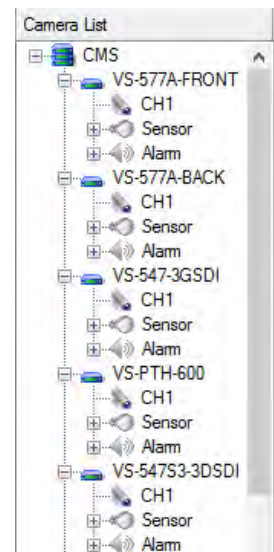 Camera List
CMS
VS-577A-FRONT
CH1
Sensor
Alarm
VS-577A-BACK
CH1
Sensor
Alarm
VS-547-3GSDI
CH1
Sensor
Alarm
VS-PTH-600
CH1
Sensor
Alarm
VS-547S3-3DSDI
CH1
Sensor
Alarm